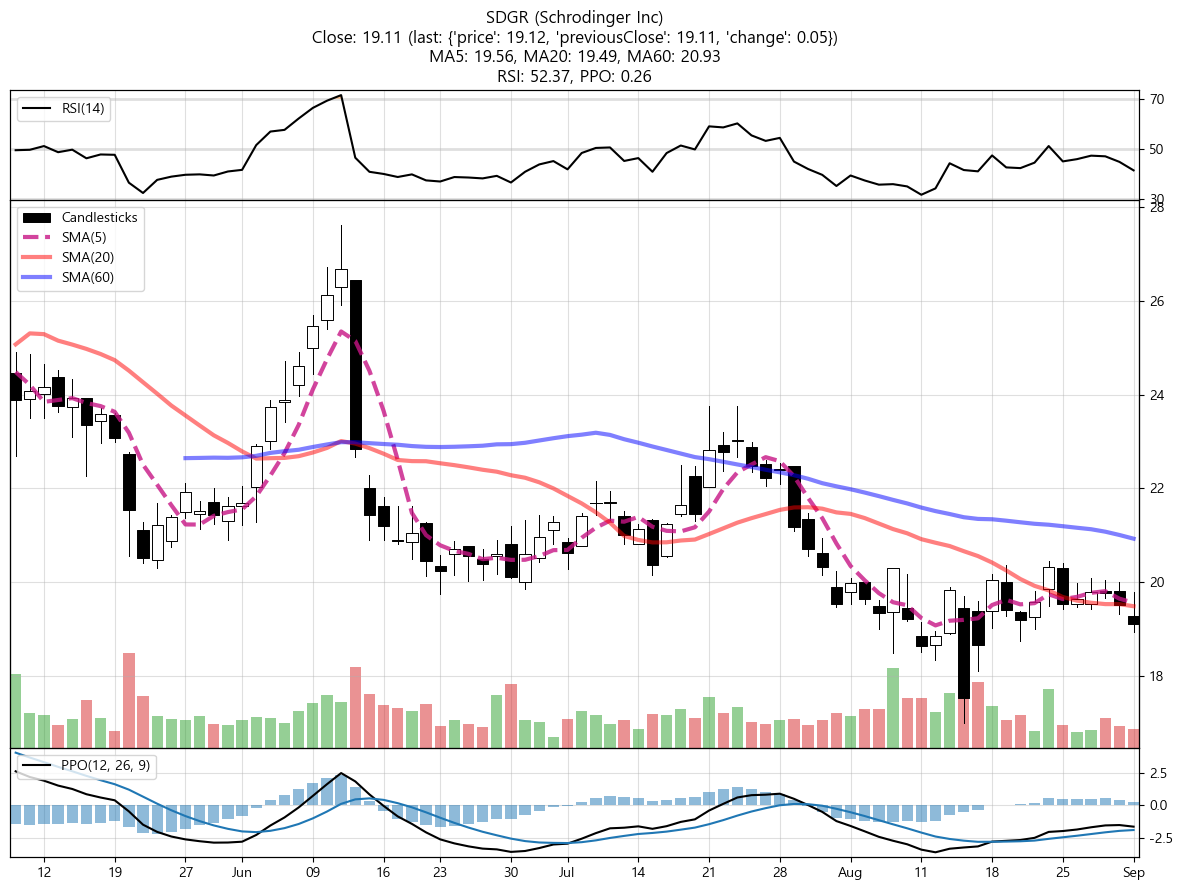 SDGR (Schrodinger Inc)
Close: 19.11 (last: {'price': 19.12, 'previousClose': 19.11, 'change': 0.05})
MA5: 19.56, MA20: 19.49, MA60: 20.93
RSI: 52.37, PPO: 0.26
RSI(14)
70
50
30
Candlesticks
SMA(5)
SMA(20)
SMA(60)
28
26
24
22
20
18
PPO(12, 26, 9)
2.5
0.0
-2.5
12 19 27 Jun 09 16 23 30 Jul 14 21 28 Aug 11 18 25 Sep